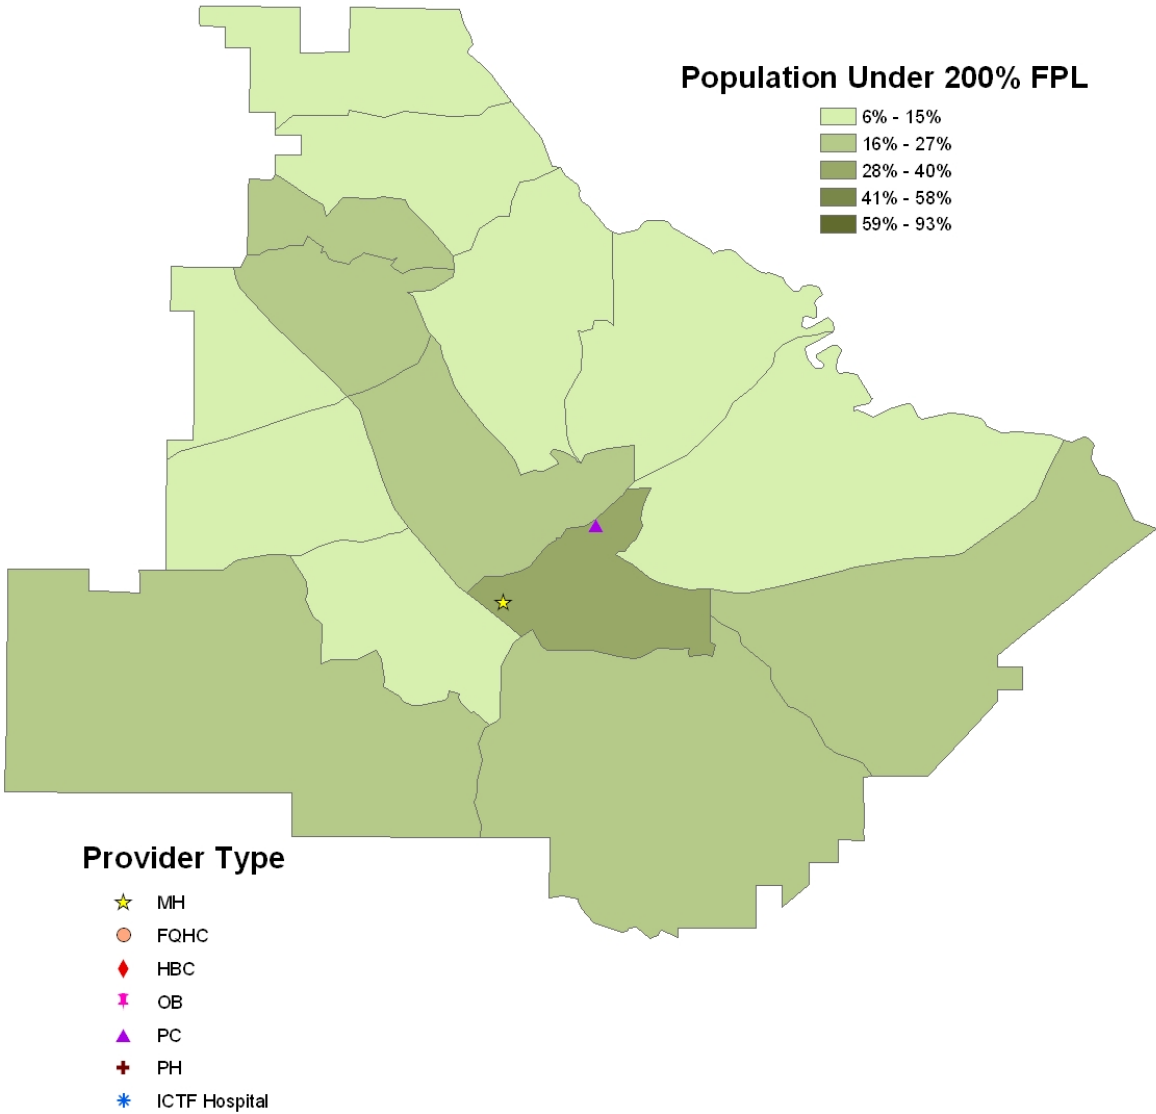 Population Under 200% FPL
6% - 15%
16% - 27%
28% - 40%
41% - 58%
59% - 93%
Provider Type
MH
FQHC
HBC
OB
PC
PH
ICTF Hospital